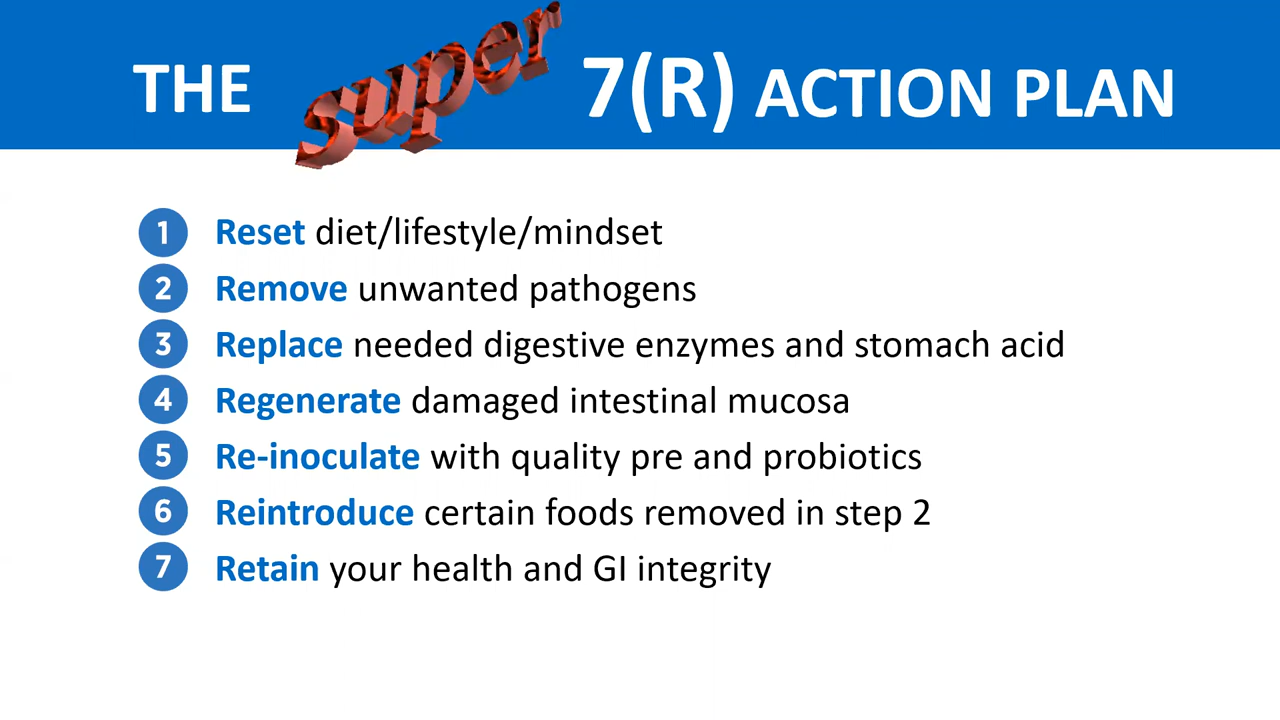 THE super 7(R) ACTION PLAN
1 Reset diet/lifestyle/mindset
2 Remove unwanted pathogens
3 Replace needed digestive enzymes and stomach acid
4 Regenerate damaged intestinal mucosa
5 Re-inoculate with quality pre and probiotics
6 Reintroduce certain foods removed in step 2
7 Retain your health and GI integrity